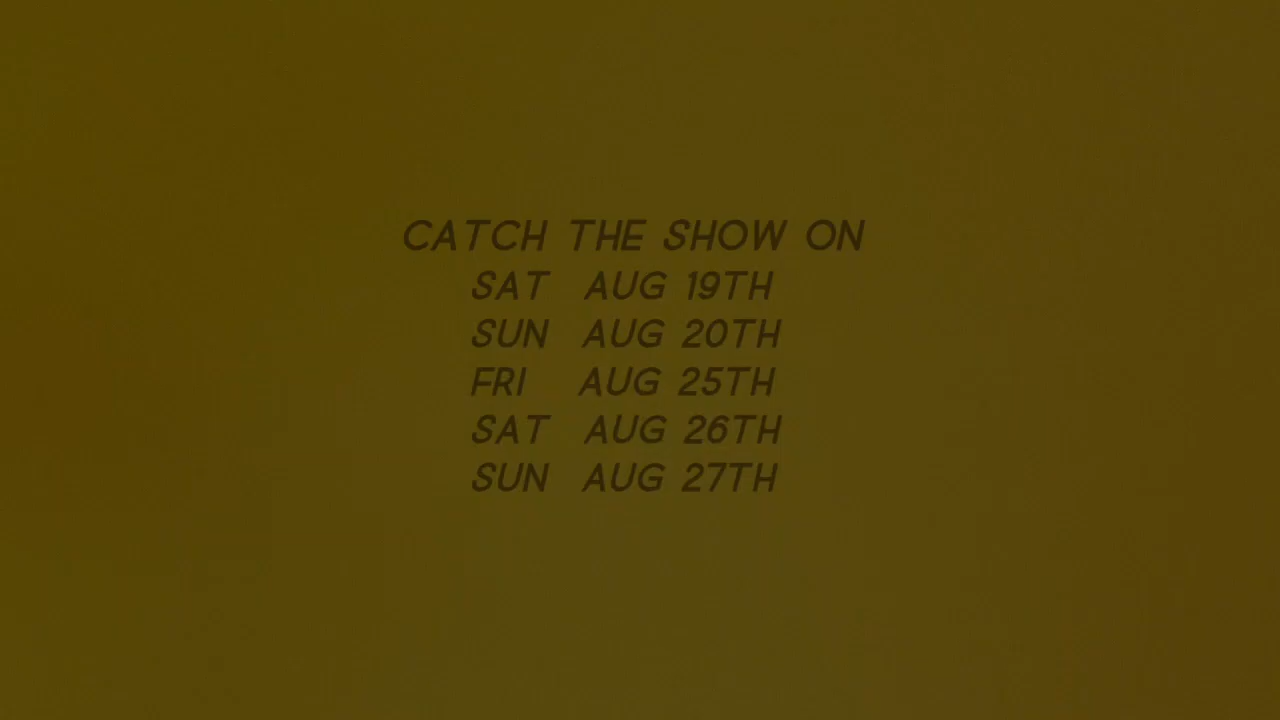 CATCH THE SHOW ON
SAT AUG 19TH
SUN AUG 20TH
FRI AUG 25TH
SAT AUG 26TH
SUN AUG 27TH